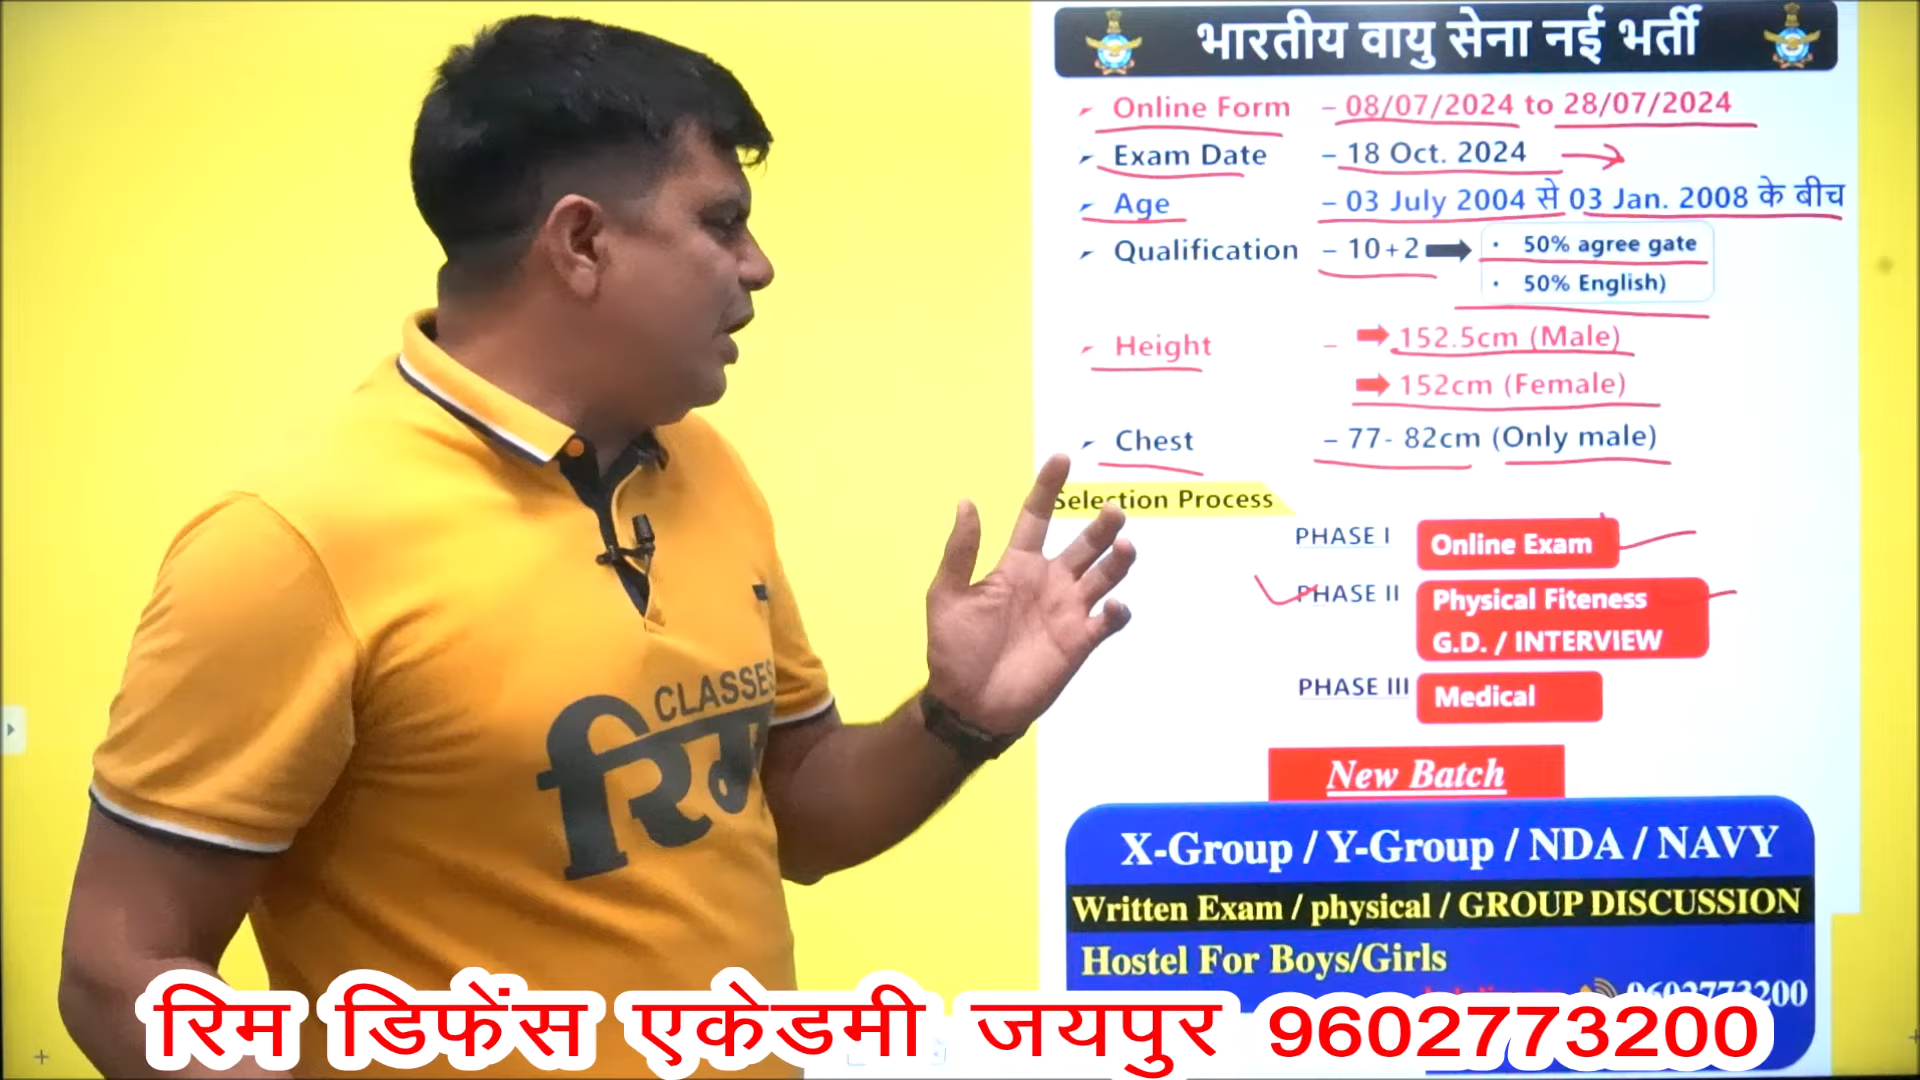 भारतीय वायु सेना नई भर्ती
Online Form – 08/07/2024 to 28/07/2024
Exam Date – 18 Oct. 2024
Age – 03 July 2004 से 03 Jan. 2008 के बीच
Qualification – 10+2 • 50% agree gate
• 50% English)
Height – 152.5cm (Male)
152cm (Female)
Chest – 77- 82cm (Only male)
Selection Process
PHASE I Online Exam
PHASE II Physical Fiteness
G.D. / INTERVIEW
PHASE III Medical
New Batch
X-Group / Y-Group / NDA / NAVY
Written Exam / physical / GROUP DISCUSSION
Hostel For Boys/Girls
9602773200
CLASSES
रिम
रिम डिफेंस एकेडमी जयपुर 9602773200